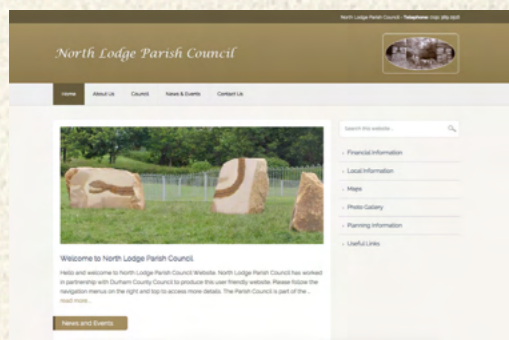 North Lodge Parish Council - Telephone:
North Lodge Parish Council
Home About Us Council News & Events Contact Us
Search this website ...
Financial Information
Local Information
Maps
Photo Gallery
Planning Information
Useful Links
Welcome to North Lodge Parish Council
Hello and welcome to North Lodge Parish Council Website. North Lodge Parish Council has worked
in partnership with Durham County Council to produce this user friendly website. Please follow the
navigation menus on the right and top to access more details. The Parish Council is part of the ...
read more...
News and Events